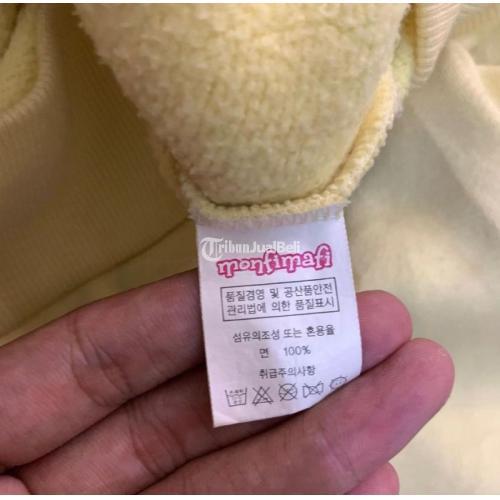 TribunJualBeli
monfimafi
품질경영 및 공산품안전
관리법에 의한 품질표시
섬유의조성 또는 혼용율
면 100%
취급주의사항